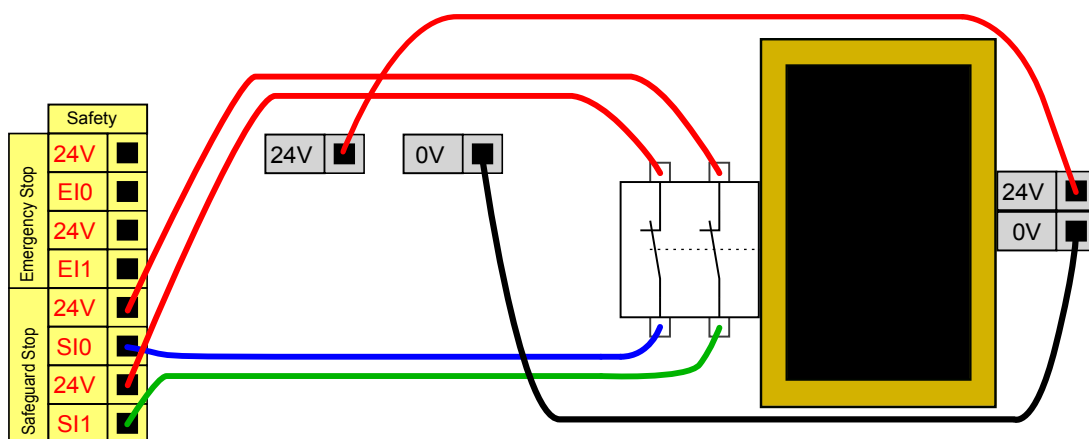 Safety
Emergency Stop
24V
EI0
24V
EI1
Safeguard Stop
24V
SI0
24V
SI1
24V
0V
24V
0V